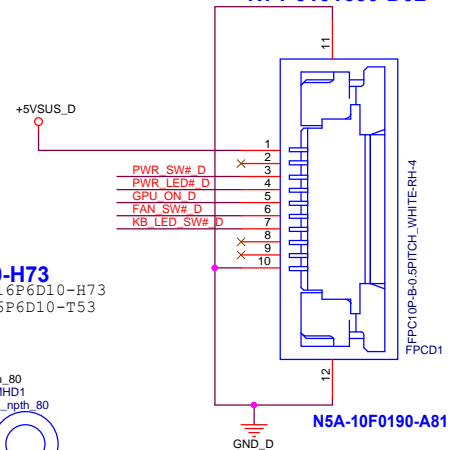 11
+5VSUS_D
1
2
PWR_SW#_D 3
PWR_LED#_D 4
GPU_ON_D 5
FAN_SW#_D 6
KB_LED_SW#_D 7
8
9
10
FPC10P-B-0.5PITCH_WHITE-RH-4
FPCD1
-H73
16P6D10-H73
6P6D10-T53
12
_80
MHD1
_npth_80
N5A-10F0190-A81
GND_D